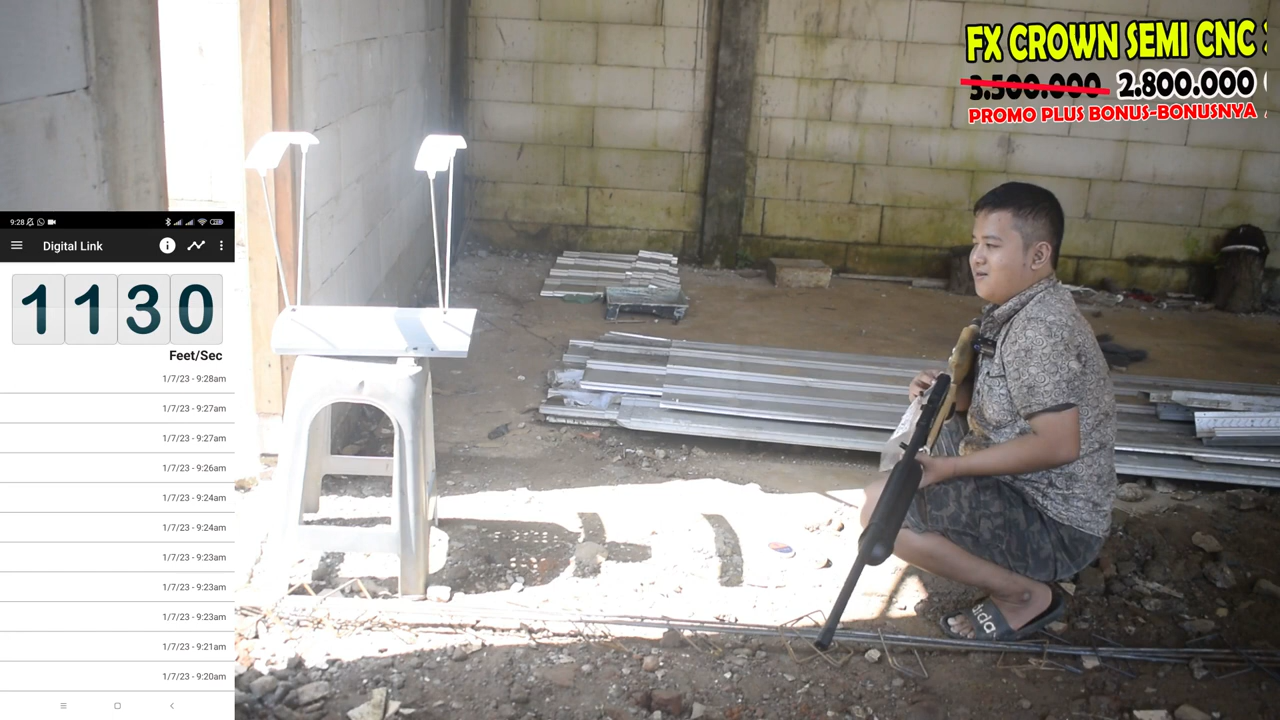 FX CROWN SEMI CNC
3.500.000 2.800.000
PROMO PLUS BONUS-BONUSNYA
9:28
Digital Link
1130
Feet/Sec
1/7/23 - 9:28am
1/7/23 - 9:27am
1/7/23 - 9:27am
1/7/23 - 9:26am
1/7/23 - 9:24am
1/7/23 - 9:24am
1/7/23 - 9:23am
1/7/23 - 9:23am
1/7/23 - 9:23am
1/7/23 - 9:21am
1/7/23 - 9:20am
adida